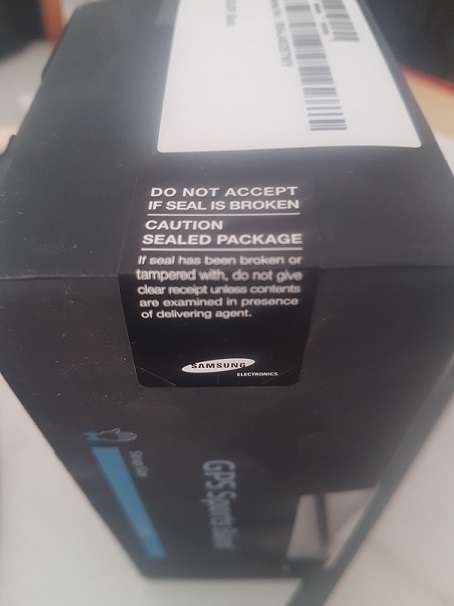 DO NOT ACCEPT
IF SEAL IS BROKEN
CAUTION
SEALED PACKAGE
If seal has been broken or
tampered with, do not give
clear receipt unless contents
are examined in presence
of delivering agent.
SAMSUNG
ELECTRONICS
GPS Sports Band